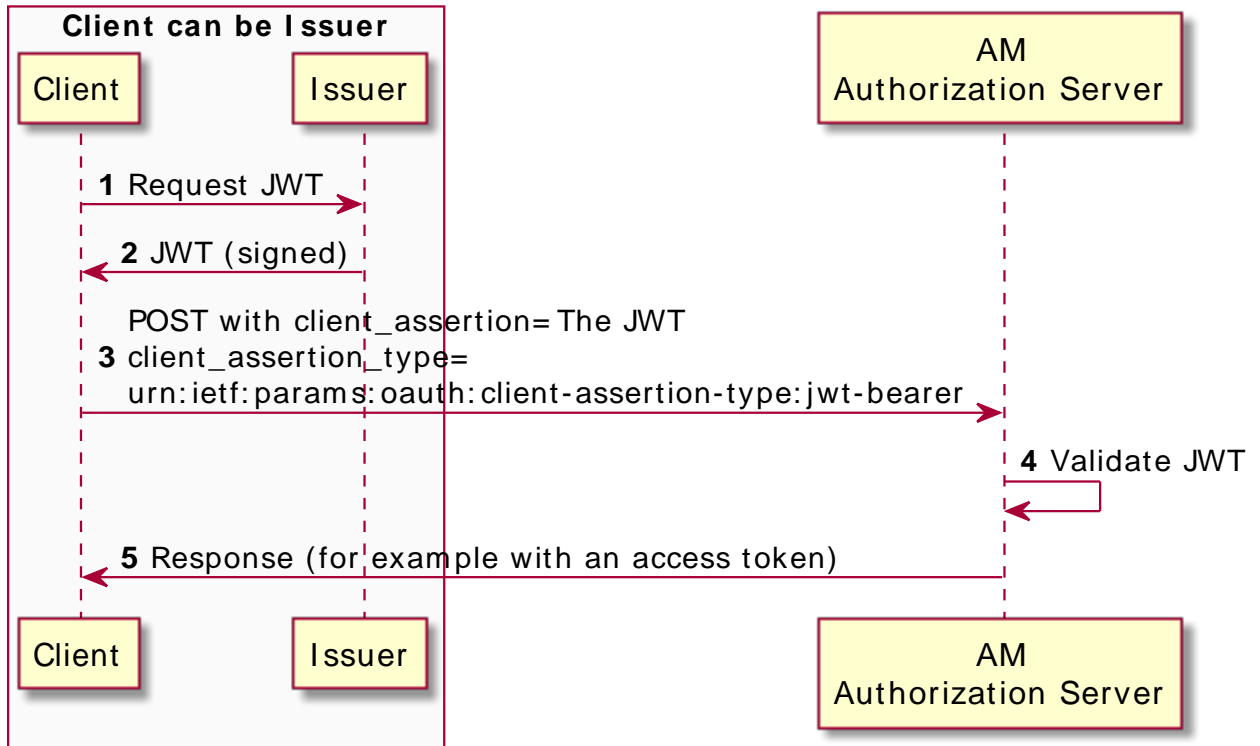 Client can be Issuer
Client
Issuer
AM
Authorization Server
1 Request JWT
2 JWT (signed)
POST with client_assertion=The JWT
3 client_assertion_type=
urn:ietf:params:oauth:client-assertion-type:jwt-bearer
4 Validate JWT
5 Response (for example with an access token)
Client
Issuer
AM
Authorization Server